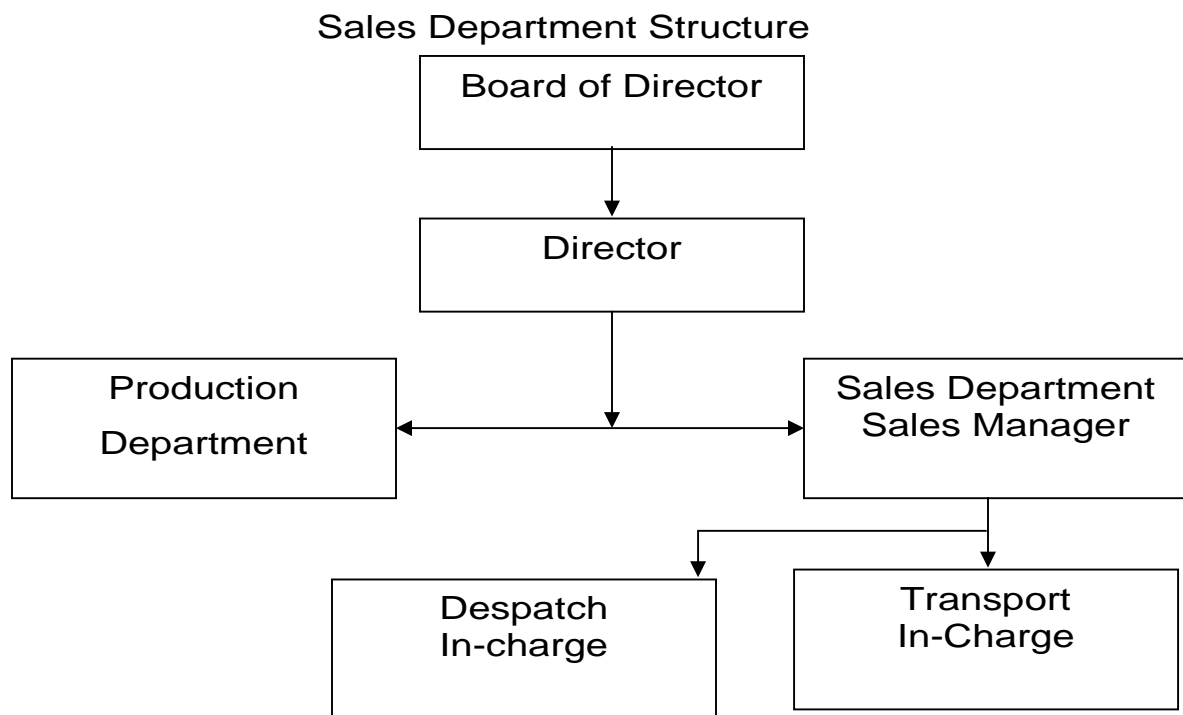 Sales Department Structure
Board of Director
Director
Production
Department
Sales Department
Sales Manager
Despatch
In-charge
Transport
In-Charge